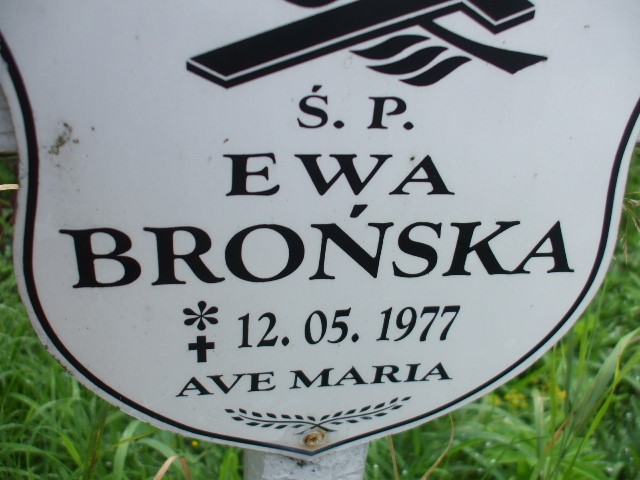 Ś. P.
EWA
BROŃSKA
* ✝ 12. 05. 1977
AVE MARIA